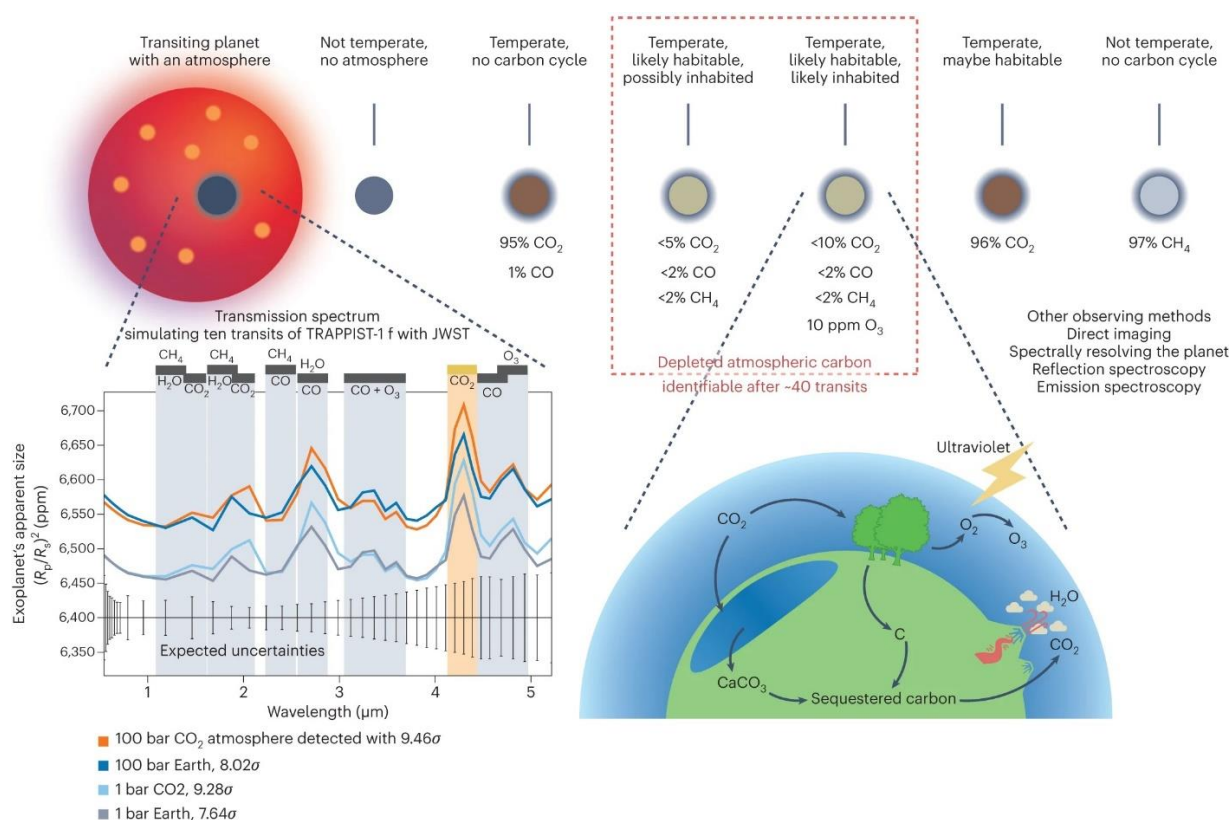 Transiting planet
with an atmosphere
Not temperate,
no atmosphere
Temperate,
no carbon cycle
Temperate,
likely habitable,
possibly inhabited
Temperate,
likely habitable,
likely inhabited
Temperate,
maybe habitable
Not temperate,
no carbon cycle
95% CO₂
1% CO
<5% CO₂
<2% CO
<2% CH₄
<10% CO₂
<2% CO
<2% CH₄
10 ppm O₃
96% CO₂
97% CH₄
Depleted atmospheric carbon
identifiable after ~40 transits
Other observing methods
Direct imaging
Spectrally resolving the planet
Reflection spectroscopy
Emission spectroscopy
Transmission spectrum
simulating ten transits of TRAPPIST-1 f with JWST
CH₄
H₂O
CO₂
CH₄
H₂O
CO₂
CH₄
CO
H₂O
CO
CO + O₃
CO₂
CO
O₃
Exoplanet's apparent size
(Rₚ/Rₛ)² (ppm)
6,700
6,650
6,600
6,550
6,500
6,450
6,400
6,350
Expected uncertainties
1 2 3 4 5
Wavelength (μm)
100 bar CO₂ atmosphere detected with 9.46σ
100 bar Earth, 8.02σ
1 bar CO2, 9.28σ
1 bar Earth, 7.64σ
Ultraviolet
CO₂
O₂
O₃
H₂O
CO₂
C
CaCO₃
Sequestered carbon